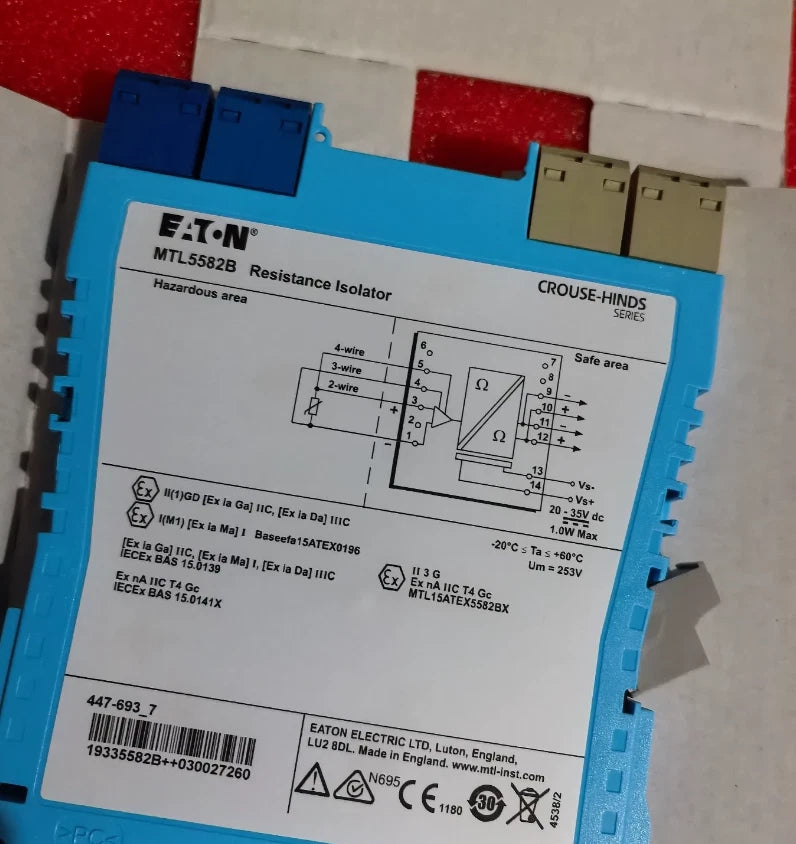 EATON®
MTL5582B Resistance Isolator
CROUSE-HINDS
SERIES
Hazardous area
Safe area
4-wire
3-wire
2-wire
6
5
4
3
2
1
+
-
Ω
Ω
7
8
9 -
10 +
11 -
12 +
13
14
Vs-
Vs+
20 - 35V dc
1.0W Max
Ex II(1)GD [Ex ia Ga] IIC, [Ex ia Da] IIIC
Ex I(M1) [Ex ia Ma] I Baseefa15ATEX0196
[Ex ia Ga] IIC, [Ex ia Ma] I, [Ex ia Da] IIIC
IECEx BAS 15.0139
Ex nA IIC T4 Gc
IECEx BAS 15.0141X
-20°C ≤ Ta ≤ +60°C
Um = 253V
Ex II 3 G
Ex nA IIC T4 Gc
MTL15ATEX5582BX
447-693_7
19335582B++030027260
EATON ELECTRIC LTD, Luton, England,
LU2 8DL. Made in England. www.mtl-inst.com
N695 CE 1180 30 4538/2
>PC<